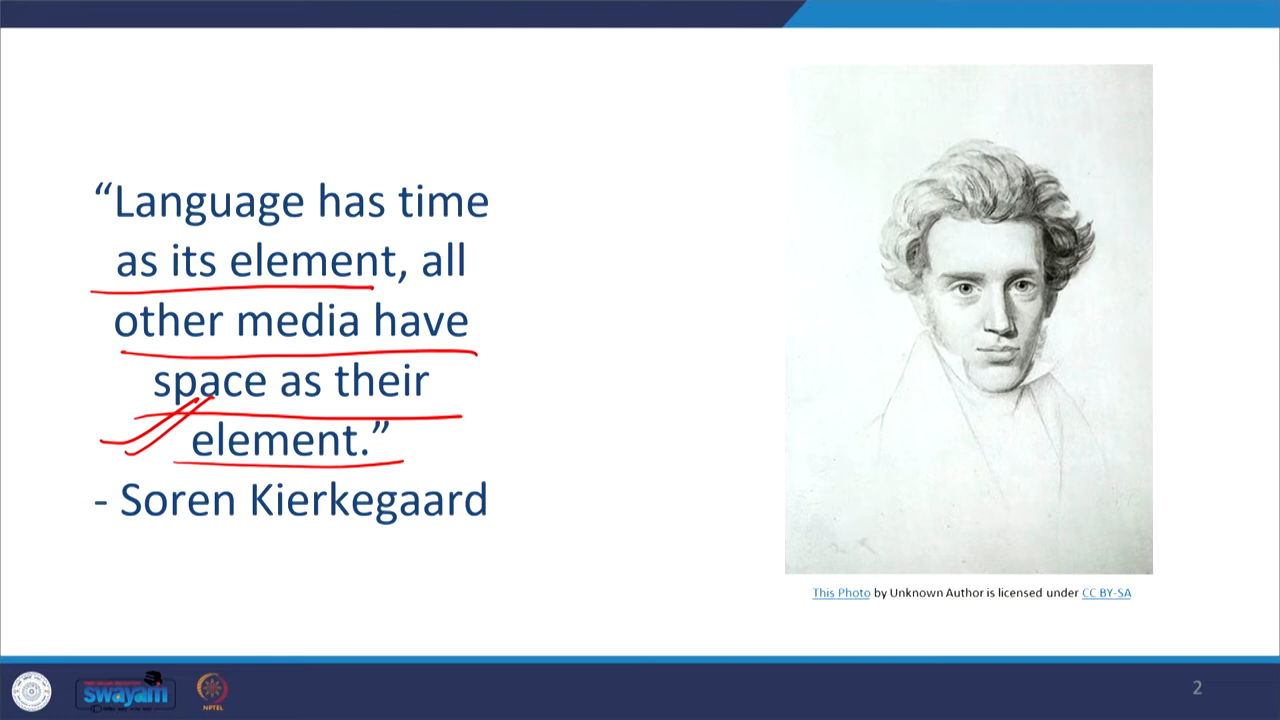 “Language has time
as its element, all
other media have
space as their
element.”
- Soren Kierkegaard
This Photo by Unknown Author is licensed under CC BY-SA
swayam
NPTEL
2